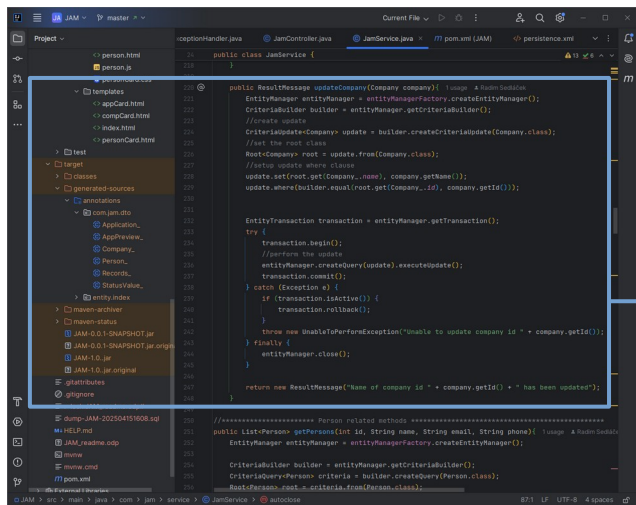 JA JAM master
Current File
Project
ceptionHandler.java JamController.java JamService.java pom.xml (JAM) persistence.xml
person.html
person.js
personCard.css
templates
appCard.html
compCard.html
index.html
personCard.html
test
target
classes
generated-sources
annotations
com.jam.dto
Application_
AppPreview_
Company_
Person_
Records_
StatusValue_
entity.index
maven-archiver
maven-status
JAM-0.0.1-SNAPSHOT.jar
JAM-0.0.1-SNAPSHOT.jar.origin
JAM-1.0..jar
JAM-1.0..jar.original
.gitattributes
.gitignore
dump-JAM-202504151608.sql
HELP.md
JAM_readme.odp
mvnw
mvnw.cmd
pom.xml
External Libraries
public class JamService {
13 6
}
public ResultMessage updateCompany(Company company){ 1 usage Radim Sedláček
EntityManager entityManager = entityManagerFactory.createEntityManager();
CriteriaBuilder builder = entityManager.getCriteriaBuilder();
//create update
CriteriaUpdate<Company> update = builder.createCriteriaUpdate(Company.class);
//set the root class
Root<Company> root = update.from(Company.class);
//setup update where clause
update.set(root.get(Company_.name), company.getName());
update.where(builder.equal(root.get(Company_.id), company.getId()));
EntityTransaction transaction = entityManager.getTransaction();
try {
transaction.begin();
//perform the update
entityManager.createQuery(update).executeUpdate();
transaction.commit();
} catch (Exception e) {
if (transaction.isActive()) {
transaction.rollback();
}
throw new UnableToPerformException("Unable to update company id " + company.getId());
} finally {
entityManager.close();
}
return new ResultMessage("Name of company id " + company.getId() + " has been updated");
}
//********************** Person related methods **********************************************
public List<Person> getPersons(int id, String name, String email, String phone){ 1 usage Radim Sedláček
EntityManager entityManager = entityManagerFactory.createEntityManager();
CriteriaBuilder builder = entityManager.getCriteriaBuilder();
CriteriaQuery<Person> criteria = builder.createQuery(Person.class);
Root<Person> root = criteria.from(Person.class);
JAM > src > main > java > com > jam > service > JamService > autoclose
87:1 LF UTF-8 4 spaces